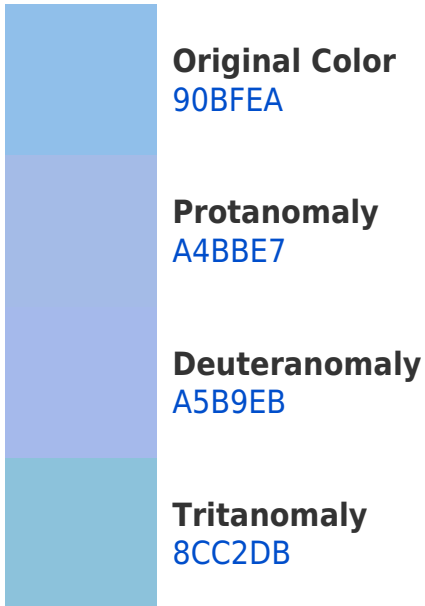 Original Color
90BFEA
Protanomaly
A4BBE7
Deuteranomaly
A5B9EB
Tritanomaly
8CC2DB